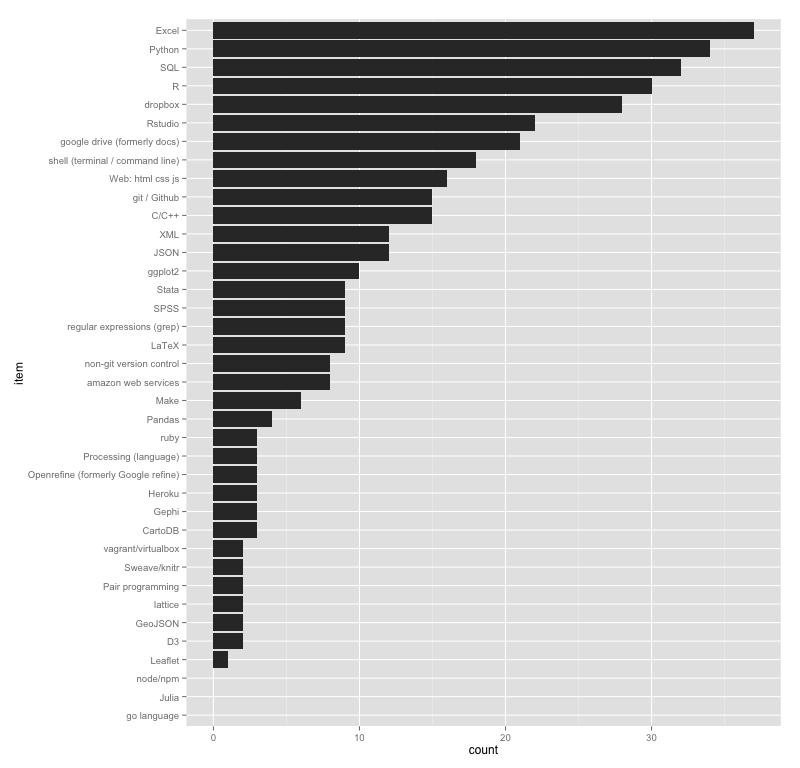 Excel
Python
SQL
R
dropbox
Rstudio
google drive (formerly docs)
shell (terminal / command line)
Web: html css js
git / Github
C/C++
XML
JSON
ggplot2
Stata
SPSS
regular expressions (grep)
LaTeX
non-git version control
amazon web services
Make
Pandas
ruby
Processing (language)
Openrefine (formerly Google refine)
Heroku
Gephi
CartoDB
vagrant/virtualbox
Sweave/knitr
Pair programming
lattice
GeoJSON
D3
Leaflet
node/npm
Julia
go language
item
0 10 20 30
count